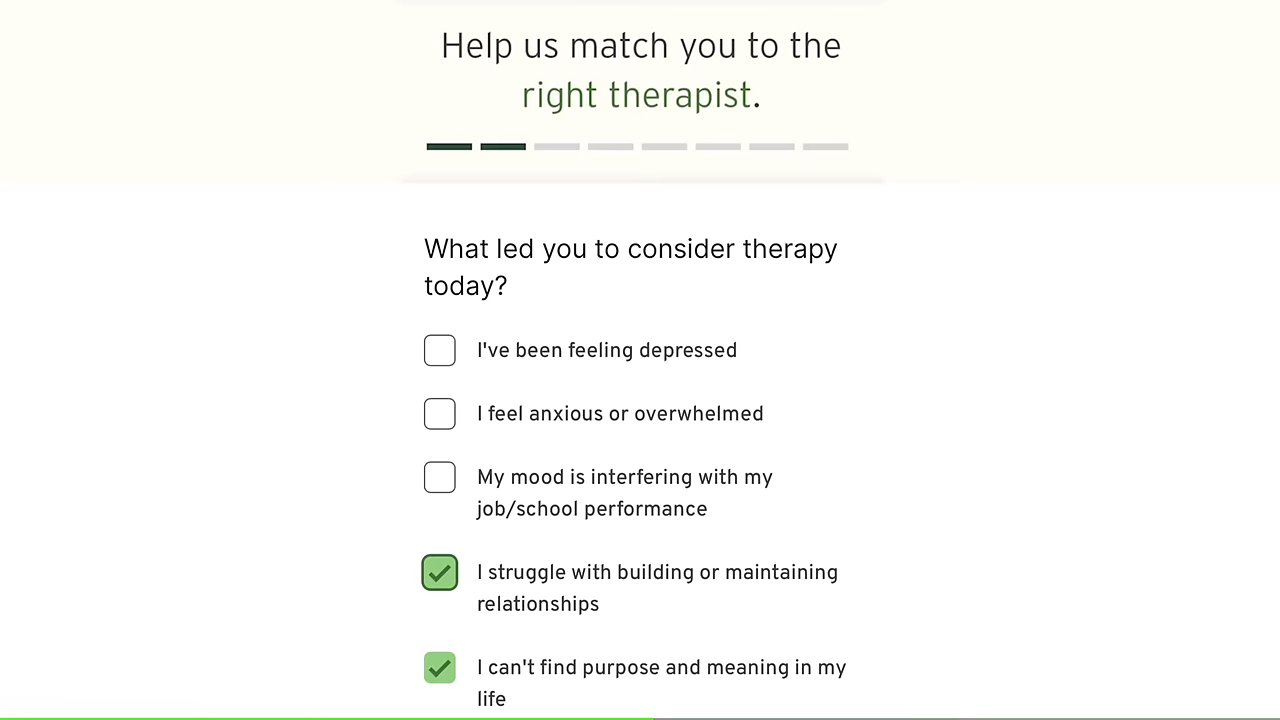 Help us match you to the
right therapist.
What led you to consider therapy
today?
I've been feeling depressed
I feel anxious or overwhelmed
My mood is interfering with my
job/school performance
I struggle with building or maintaining
relationships
I can't find purpose and meaning in my
life